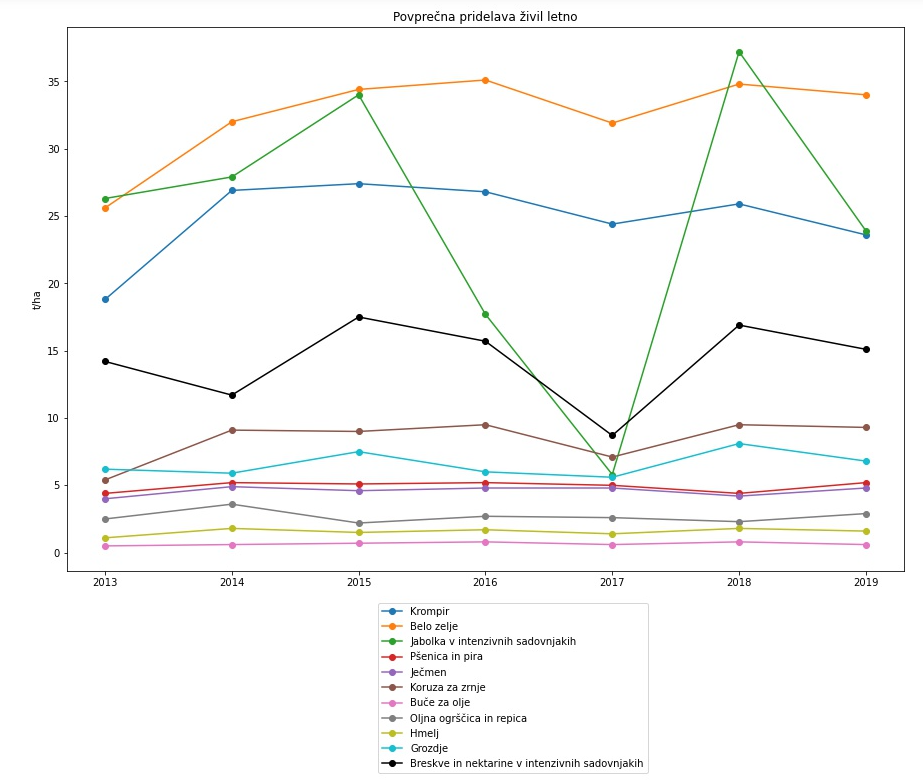 Povprečna pridelava živil letno
35
30
25
20
15
10
5
0
t/ha
2013 2014 2015 2016 2017 2018 2019
Krompir
Belo zelje
Jabolka v intenzivnih sadovnjakih
Pšenica in pira
Ječmen
Koruza za zrnje
Buče za olje
Oljna ogrščica in repica
Hmelj
Grozdje
Breskve in nektarine v intenzivnih sadovnjakih